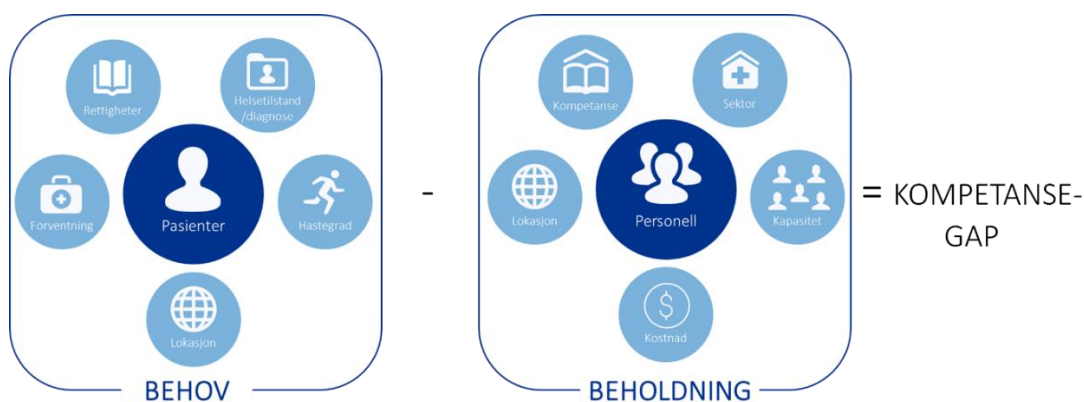 Rettigheter
Helsetilstand
/diagnose
Forventning
Pasienter
Hastegrad
Lokasjon
BEHOV
-
Kompetanse
Sektor
Lokasjon
Personell
Kapasitet
$
Kostnad
BEHOLDNING
= KOMPETANSE-
GAP